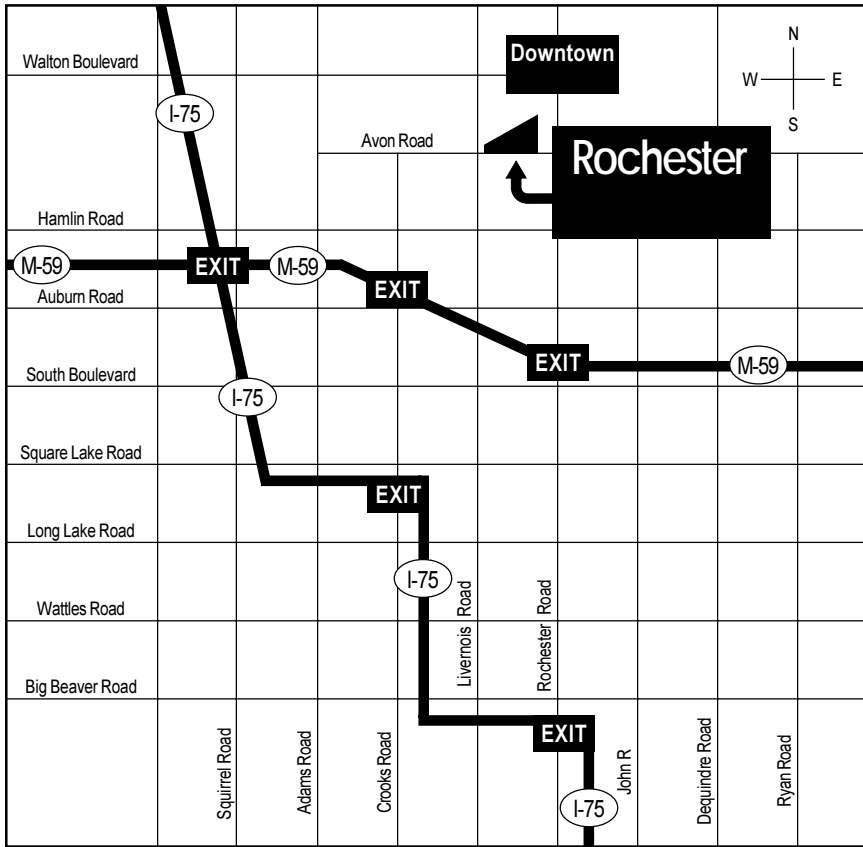 Downtown
N
Walton Boulevard
W
E
I-75
S
Avon Road
Rochester
Hamlin Road
M-59
EXIT
M-59
EXIT
Auburn Road
EXIT
M-59
South Boulevard
I-75
Square Lake Road
EXIT
Long Lake Road
I-75
Wattles Road
Livernois Road
Rochester Road
Big Beaver Road
EXIT
Squirrel Road
Adams Road
Crooks Road
John R
Dequindre Road
Ryan Road
I-75